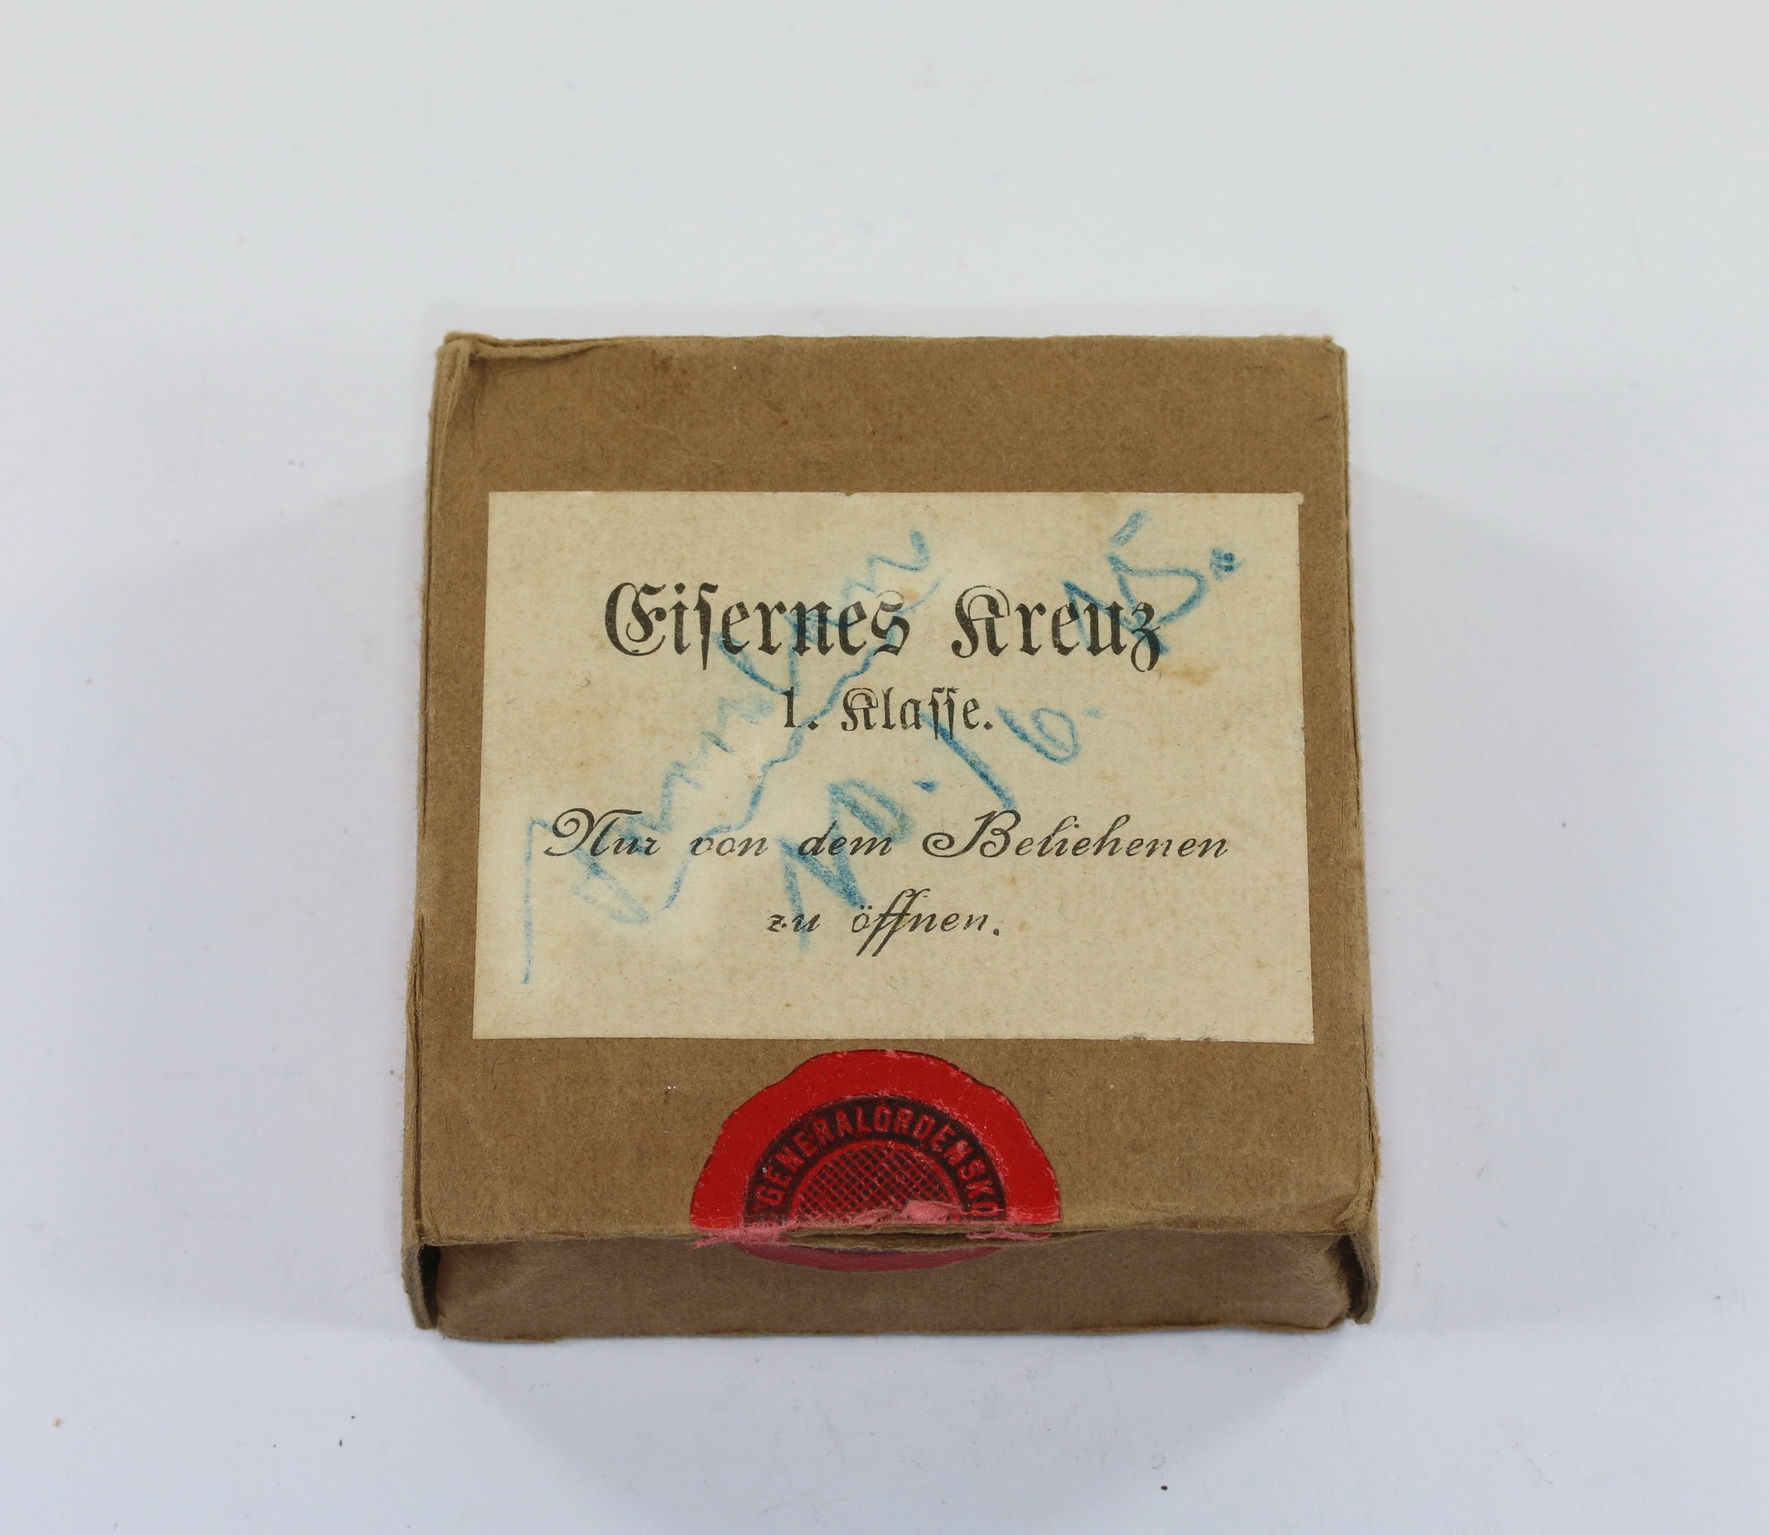 Eisernes Kreuz
1. Klasse.
Nur von dem Beliehenen
zu öffnen.
GENERALORDENSKO